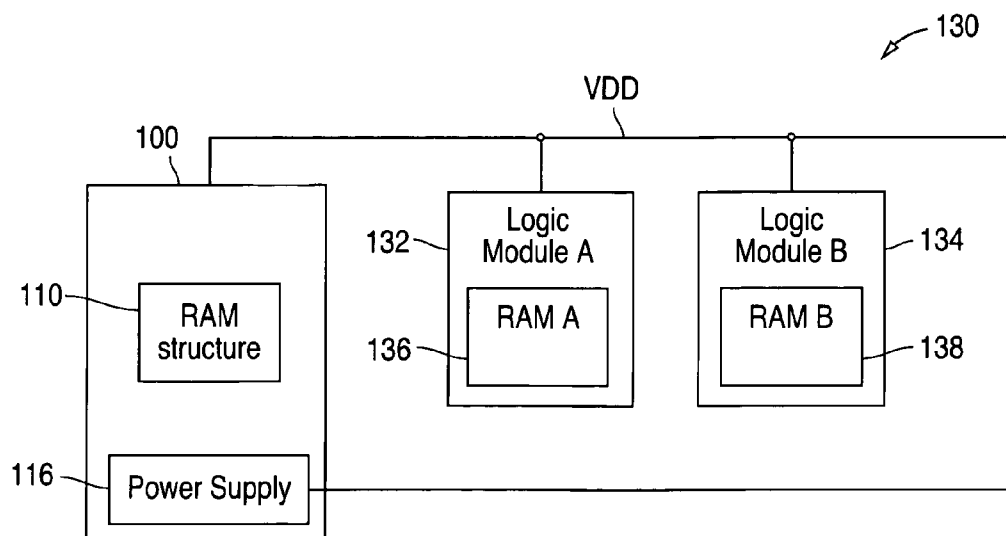 130
VDD
100
132
Logic
Module A
Logic
Module B
134
110
RAM
structure
RAM A
136
RAM B
138
116
Power Supply